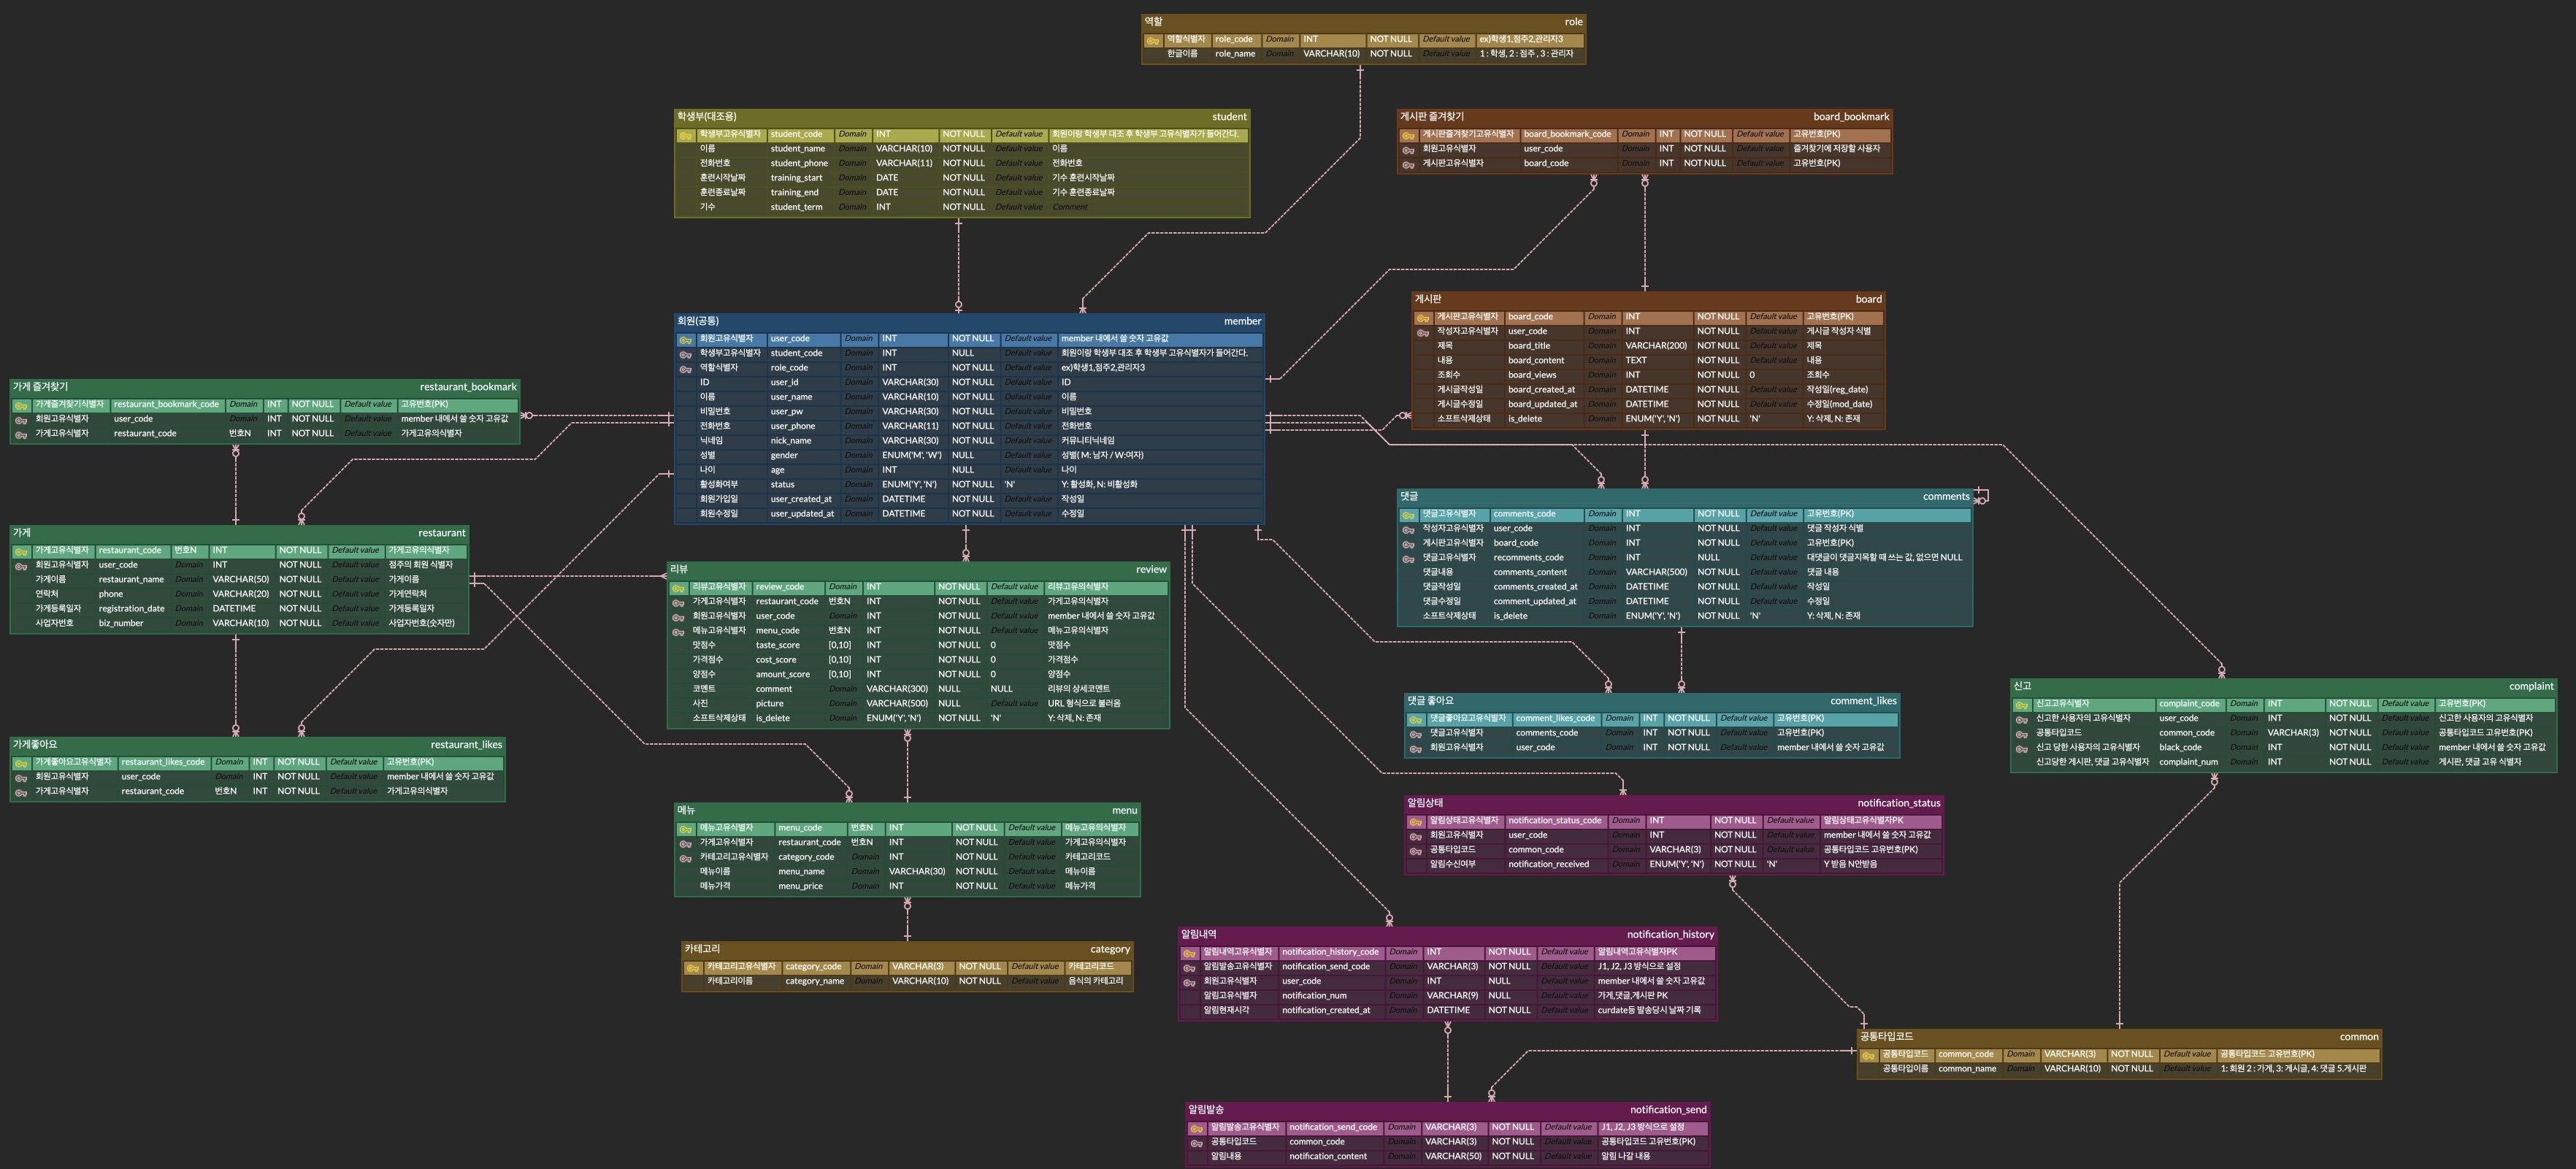 역할 role
역할식별자 role_code Domain INT NOT NULL Default value ex)학생1,점주2,관리자3
한글이름 role_name Domain VARCHAR(10) NOT NULL Default value 1 : 학생, 2 : 점주 , 3 : 관리자
학생부(대조용) student
학생부고유식별자 student_code Domain INT NOT NULL Default value 회원이랑 학생부 대조 후 학생부 고유식별자가 들어간다.
이름 student_name Domain VARCHAR(10) NOT NULL Default value 이름
전화번호 student_phone Domain VARCHAR(11) NOT NULL Default value 전화번호
훈련시작날짜 training_start Domain DATE NOT NULL Default value 기수 훈련시작날짜
훈련종료날짜 training_end Domain DATE NOT NULL Default value 기수 훈련종료날짜
기수 student_term Domain INT NOT NULL Default value Comment
게시판 즐겨찾기 board_bookmark
게시판즐겨찾기고유식별자 board_bookmark_code Domain INT NOT NULL Default value 고유번호(PK)
회원고유식별자 user_code Domain INT NOT NULL Default value 즐겨찾기에 저장할 사용자
게시판고유식별자 board_code Domain INT NOT NULL Default value 고유번호(PK)
게시판 board
게시판고유식별자 board_code Domain INT NOT NULL Default value 고유번호(PK)
작성자고유식별자 user_code Domain INT NOT NULL Default value 게시글 작성자 식별
제목 board_title Domain VARCHAR(200) NOT NULL Default value 제목
내용 board_content Domain TEXT NOT NULL Default value 내용
조회수 board_views Domain INT NOT NULL 0 조회수
게시글작성일 board_created_at Domain DATETIME NOT NULL Default value 작성일(reg_date)
게시글수정일 board_updated_at Domain DATETIME NOT NULL Default value 수정일(mod_date)
소프트삭제상태 is_delete Domain ENUM('Y', 'N') NOT NULL 'N' Y: 삭제, N: 존재
회원(공통) member
회원고유식별자 user_code Domain INT NOT NULL Default value member 내에서 쓸 숫자 고유값
학생부고유식별자 student_code Domain INT NULL Default value 회원이랑 학생부 대조 후 학생부 고유식별자가 들어간다.
역할식별자 role_code Domain INT NOT NULL Default value ex)학생1,점주2,관리자3
ID user_id Domain VARCHAR(30) NOT NULL Default value ID
이름 user_name Domain VARCHAR(10) NOT NULL Default value 이름
비밀번호 user_pw Domain VARCHAR(30) NOT NULL Default value 비밀번호
전화번호 user_phone Domain VARCHAR(11) NOT NULL Default value 전화번호
닉네임 nick_name Domain VARCHAR(30) NOT NULL Default value 커뮤니티닉네임
성별 gender Domain ENUM('M', 'W') NULL Default value 성별( M: 남자 / W:여자)
나이 age Domain INT NULL Default value 나이
활성화여부 status Domain ENUM('Y', 'N') NOT NULL 'N' Y: 활성화, N: 비활성화
회원가입일 user_created_at Domain DATETIME NOT NULL Default value 작성일
회원수정일 user_updated_at Domain DATETIME NOT NULL Default value 수정일
가게 즐겨찾기 restaurant_bookmark
가게즐겨찾기식별자 restaurant_bookmark_code Domain INT NOT NULL Default value 고유번호(PK)
회원고유식별자 user_code Domain INT NOT NULL Default value member 내에서 쓸 숫자 고유값
가게고유식별자 restaurant_code 번호N INT NOT NULL Default value 가게고유의식별자
가게 restaurant
가게고유식별자 restaurant_code 번호N INT NOT NULL Default value 가게고유의식별자
회원고유식별자 user_code Domain INT NOT NULL Default value 점주의 회원 식별자
가게이름 restaurant_name Domain VARCHAR(50) NOT NULL Default value 가게이름
연락처 phone Domain VARCHAR(20) NOT NULL Default value 가게연락처
가게등록일자 registration_date Domain DATETIME NOT NULL Default value 가게등록일자
사업자번호 biz_number Domain VARCHAR(10) NOT NULL Default value 사업자번호(숫자만)
가게좋아요 restaurant_likes
가게좋아요고유식별자 restaurant_likes_code Domain INT NOT NULL Default value 고유번호(PK)
회원고유식별자 user_code Domain INT NOT NULL Default value member 내에서 쓸 숫자 고유값
가게고유식별자 restaurant_code 번호N INT NOT NULL Default value 가게고유의식별자
리뷰 review
리뷰고유식별자 review_code Domain INT NOT NULL Default value 리뷰고유의식별자
가게고유식별자 restaurant_code 번호N INT NOT NULL Default value 가게고유의식별자
회원고유식별자 user_code Domain INT NOT NULL Default value member 내에서 쓸 숫자 고유값
메뉴고유식별자 menu_code 번호N INT NOT NULL Default value 메뉴고유의식별자
맛점수 taste_score [0,10] INT NOT NULL 0 맛점수
가격점수 cost_score [0,10] INT NOT NULL 0 가격점수
양점수 amount_score [0,10] INT NOT NULL 0 양점수
코멘트 comment Domain VARCHAR(300) NULL NULL 리뷰의 상세코멘트
사진 picture Domain VARCHAR(500) NULL Default value URL 형식으로 불러옴
소프트삭제상태 is_delete Domain ENUM('Y', 'N') NOT NULL 'N' Y: 삭제, N: 존재
메뉴 menu
메뉴고유식별자 menu_code 번호N INT NOT NULL Default value 메뉴고유의식별자
가게고유식별자 restaurant_code 번호N INT NOT NULL Default value 가게고유의식별자
카테고리고유식별자 category_code Domain INT NOT NULL Default value 카테고리코드
메뉴이름 menu_name Domain VARCHAR(30) NOT NULL Default value 메뉴이름
메뉴가격 menu_price Domain INT NOT NULL Default value 메뉴가격
카테고리 category
카테고리고유식별자 category_code Domain VARCHAR(3) NOT NULL Default value 카테고리코드
카테고리이름 category_name Domain VARCHAR(10) NOT NULL Default value 음식의 카테고리
댓글 comments
댓글고유식별자 comments_code Domain INT NOT NULL Default value 고유번호(PK)
작성자고유식별자 user_code Domain INT NOT NULL Default value 댓글 작성자 식별
게시판고유식별자 board_code Domain INT NOT NULL Default value 고유번호(PK)
댓글고유식별자 recomments_code Domain INT NULL Default value 대댓글이 댓글지목할 때 쓰는 값, 없으면 NULL
댓글내용 comments_content Domain VARCHAR(500) NOT NULL Default value 댓글 내용
댓글작성일 comments_created_at Domain DATETIME NOT NULL Default value 작성일
댓글수정일 comment_updated_at Domain DATETIME NOT NULL Default value 수정일
소프트삭제상태 is_delete Domain ENUM('Y', 'N') NOT NULL 'N' Y: 삭제, N: 존재
댓글 좋아요 comment_likes
댓글좋아요고유식별자 comment_likes_code Domain INT NOT NULL Default value 고유번호(PK)
댓글고유식별자 comments_code Domain INT NOT NULL Default value 고유번호(PK)
회원고유식별자 user_code Domain INT NOT NULL Default value member 내에서 쓸 숫자 고유값
신고 complaint
신고고유식별자 complaint_code Domain INT NOT NULL Default value 고유번호(PK)
신고한 사용자의 고유식별자 user_code Domain INT NOT NULL Default value 신고한 사용자의 고유식별자
공통타입코드 common_code Domain VARCHAR(3) NOT NULL Default value 공통타입코드 고유번호(PK)
신고 당한 사용자의 고유식별자 black_code Domain INT NOT NULL Default value member 내에서 쓸 숫자 고유값
신고당한 게시판, 댓글 고유식별자 complaint_num Domain INT NOT NULL Default value 게시판, 댓글 고유 식별자
알림상태 notification_status
알림상태고유식별자 notification_status_code Domain INT NOT NULL Default value 알림상태고유식별자PK
회원고유식별자 user_code Domain INT NOT NULL Default value member 내에서 쓸 숫자 고유값
공통타입코드 common_code Domain VARCHAR(3) NOT NULL Default value 공통타입코드 고유번호(PK)
알림수신여부 notification_received Domain ENUM('Y', 'N') NOT NULL 'N' Y 받음 N안받음
알림내역 notification_history
알림내역고유식별자 notification_history_code Domain INT NOT NULL Default value 알림내역고유식별자PK
알림발송고유식별자 notification_send_code Domain VARCHAR(3) NOT NULL Default value J1, J2, J3 방식으로 설정
회원고유식별자 user_code Domain INT NULL Default value member 내에서 쓸 숫자 고유값
알림고유식별자 notification_num Domain VARCHAR(9) NULL Default value 가게,댓글,게시판 PK
알림현재시각 notification_created_at Domain DATETIME NOT NULL Default value curdate등 발송당시 날짜 기록
공통타입코드 common
공통타입코드 common_code Domain VARCHAR(3) NOT NULL Default value 공통타입코드 고유번호(PK)
공통타입이름 common_name Domain VARCHAR(10) NOT NULL Default value 1: 회원 2 : 가게, 3: 게시글, 4: 댓글 5.게시판
알림발송 notification_send
알림발송고유식별자 notification_send_code Domain VARCHAR(3) NOT NULL Default value J1, J2, J3 방식으로 설정
공통타입코드 common_code Domain VARCHAR(3) NOT NULL Default value 공통타입코드 고유번호(PK)
알림내용 notification_content Domain VARCHAR(50) NOT NULL Default value 알림 나갈 내용